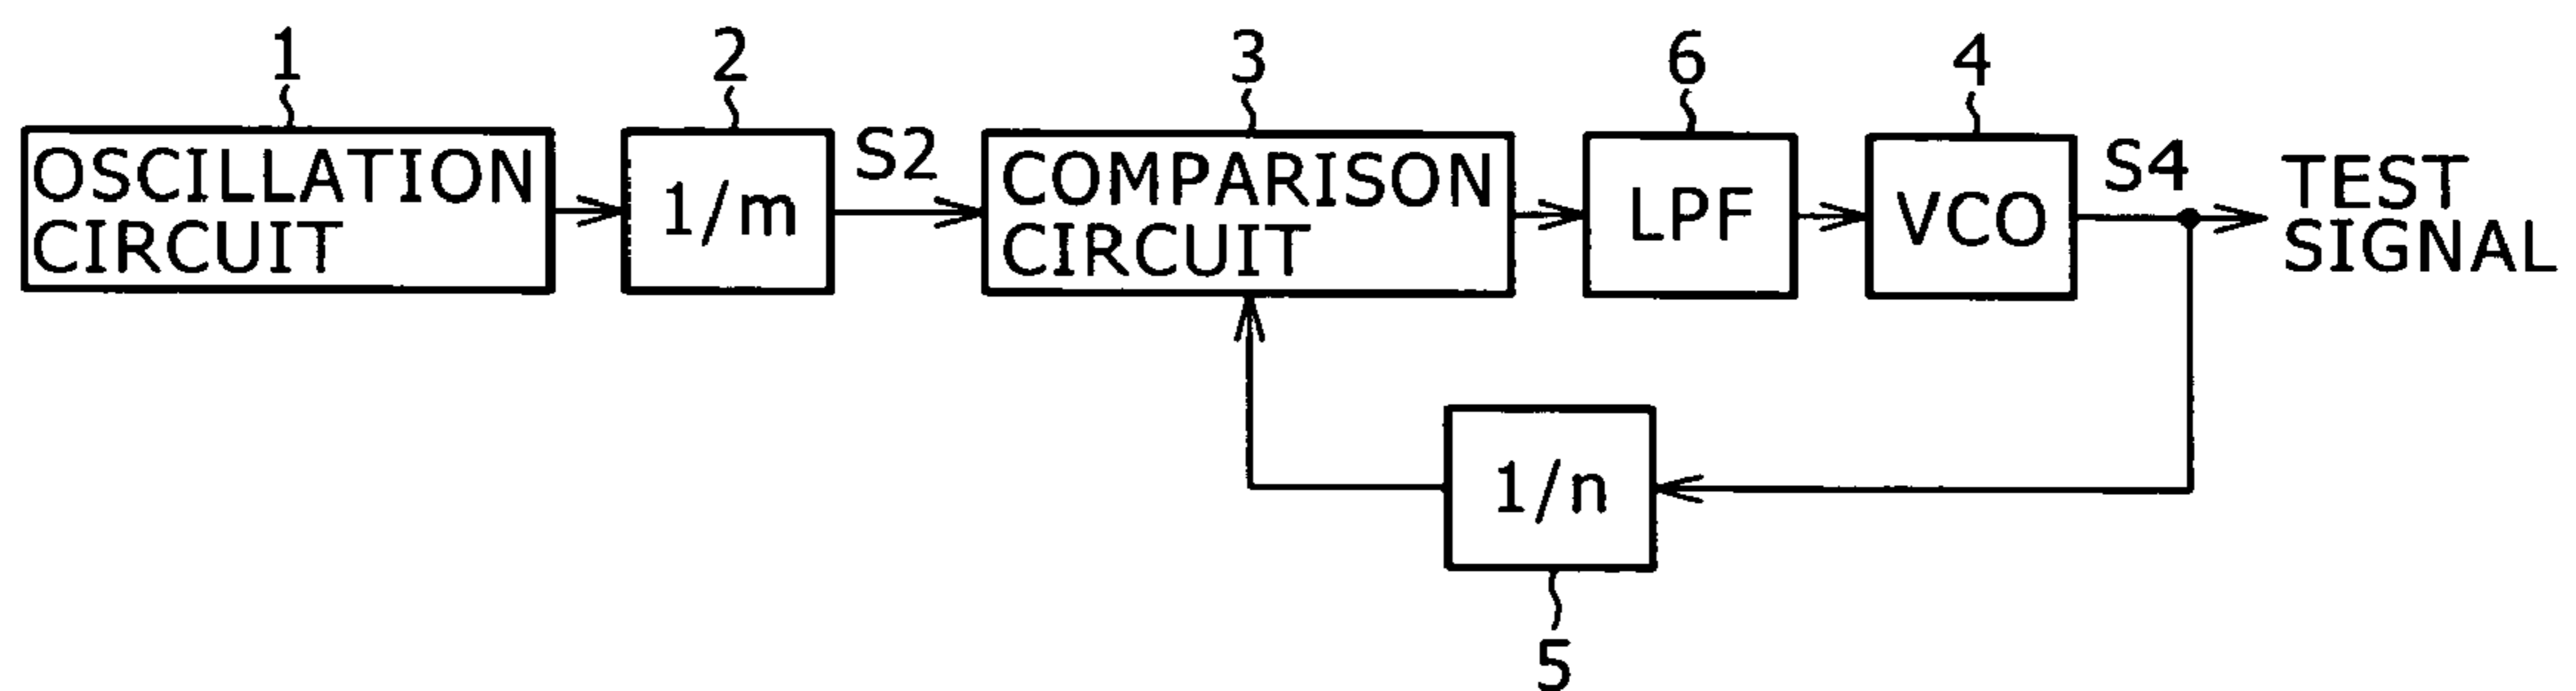 1
2
3
6
4
OSCILLATION
CIRCUIT
1/m
S2
COMPARISON
CIRCUIT
LPF
VCO
S4
TEST
SIGNAL
1/n
5